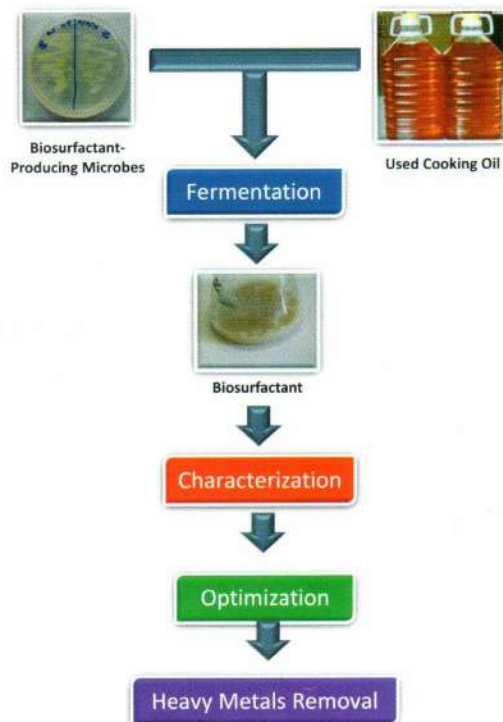 Biosurfactant-
Producing Microbes
Used Cooking Oil
Fermentation
Biosurfactant
Characterization
Optimization
Heavy Metals Removal